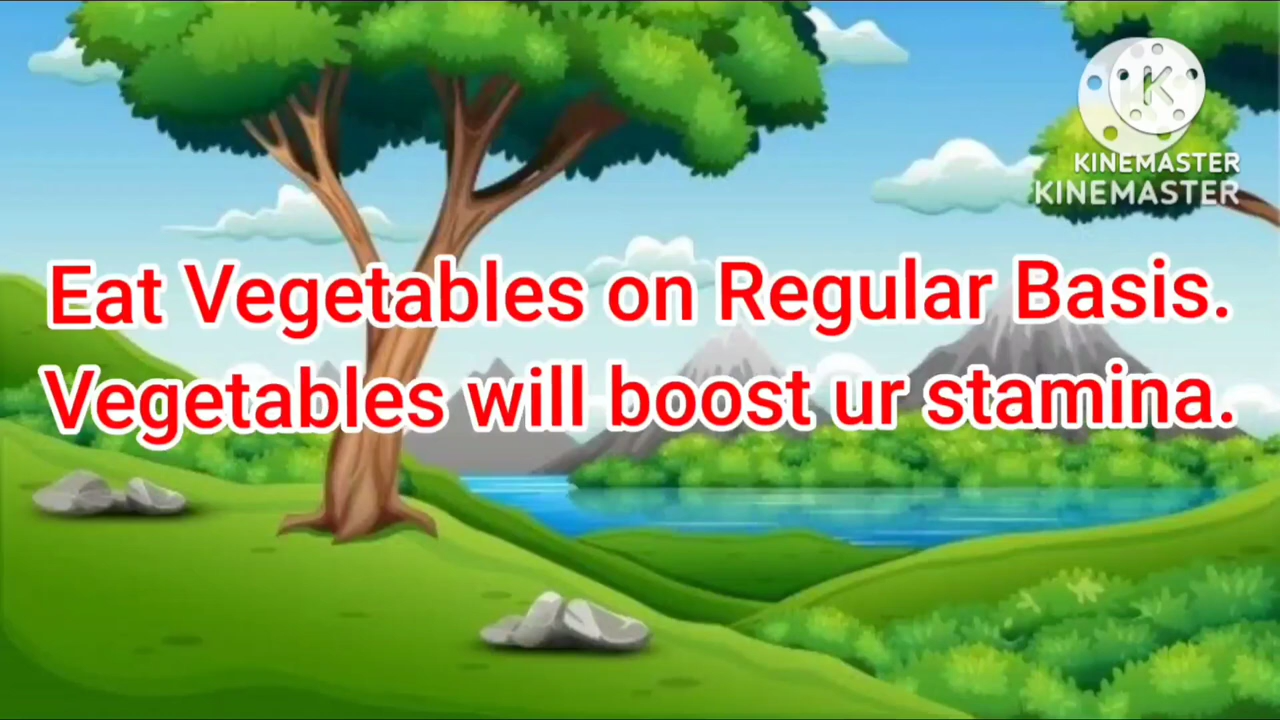 KINEMASTER
KINEMASTER
Eat Vegetables on Regular Basis.
Vegetables will boost ur stamina.